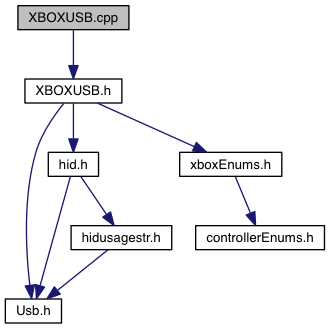 XBOXUSB.cpp
XBOXUSB.h
hid.h
xboxEnums.h
hidusagestr.h
controllerEnums.h
Usb.h